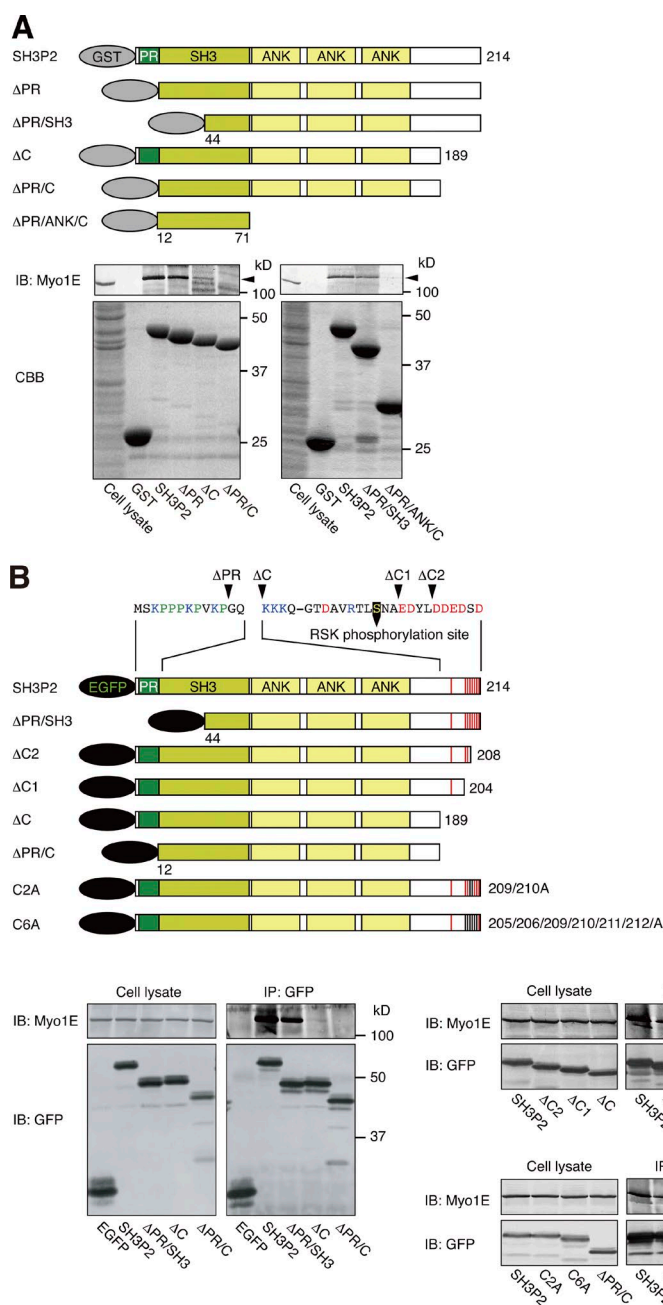 A
SH3P2 GST PR SH3 ANK ANK ANK 214
ΔPR
ΔPR/SH3
44
ΔC 189
ΔPR/C
ΔPR/ANK/C
12 71
kD kD
IB: Myo1E
100 100
50 50
CBB
37 37
25 25
Cell lysate GST SH3P2 ΔPR ΔC ΔPR/C
Cell lysate GST SH3P2 ΔPR/SH3 ΔPR/ANK/C
B
ΔPR ΔC ΔC1 ΔC2
MSKPPPKPVKPGQ KKKQ-GTDAVRTLSNAEDYLDDEDSD
RSK phosphorylation site
SH3P2 EGFP PR SH3 ANK ANK ANK 214
ΔPR/SH3
44
ΔC2 208
ΔC1 204
ΔC 189
ΔPR/C
12
C2A 209/210A
C6A 205/206/209/210/211/212/A
Cell lysate IP: GFP kD
IB: Myo1E
100
50
IB: GFP
37
EGFP SH3P2 ΔPR/SH3 ΔC ΔPR/C
EGFP SH3P2 ΔPR/SH3 ΔC ΔPR/C
Cell lysate
IB: Myo1E
IB: GFP
SH3P2 ΔC2 ΔC1 ΔC SH3P2
Cell lysate IP
IB: Myo1E
IB: GFP
SH3P2 C2A C6A ΔPR/C